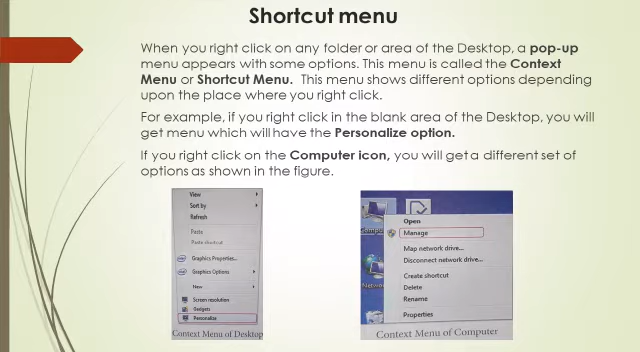 Shortcut menu
When you right click on any folder or area of the Desktop, a pop-up
menu appears with some options. This menu is called the Context
Menu or Shortcut Menu. This menu shows different options depending
upon the place where you right click.
For example, if you right click in the blank area of the Desktop, you will
get menu which will have the Personalize option.
If you right click on the Computer icon, you will get a different set of
options as shown in the figure.
View
Sort by
Refresh
Paste
Paste shortcut
Graphics Properties...
Graphics Options
New
Screen resolution
Gadgets
Personalize
Context Menu of Desktop
Open
Manage
Map network drive...
Disconnect network drive...
Create shortcut
Delete
Rename
Properties
Context Menu of Computer